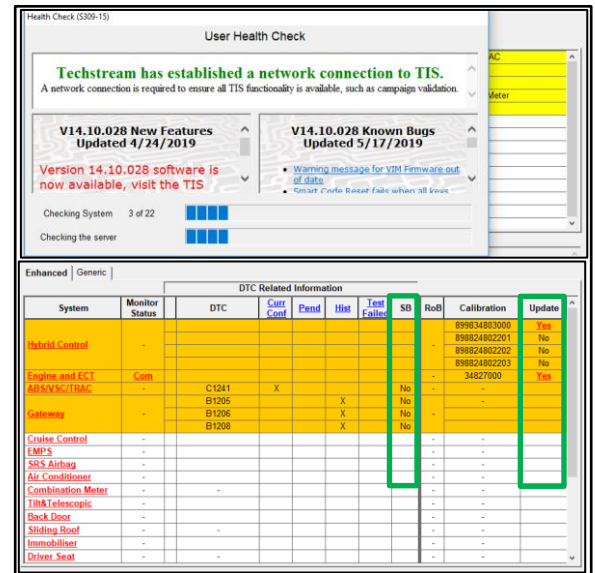 Health Check (S309-15)
User Health Check
Techstream has established a network connection to TIS.
A network connection is required to ensure all TIS functionality is available, such as campaign validation.
AC
Meter
V14.10.028 New Features
Updated 4/24/2019
Version 14.10.028 software is
now available, visit the TIS
V14.10.028 Known Bugs
Updated 5/17/2019
Warning message for VIM Firmware out
of date
Smart Code Reset fails when all keys
Checking System 3 of 22
Checking the server
Enhanced Generic
DTC Related Information
System Monitor Status DTC Curr Conf Pend Hist Test Failed SB RoB Calibration Update
Hybrid Control - - 899834803000 Yes
898824802201 No
898824802202 No
898824802203 No
Engine and ECT Com - 34827000 Yes
ABS/VSC/TRAC - C1241 X No - -
Gateway - B1205 X No - -
B1206 X No
B1208 X No
Cruise Control - - -
EMPS - - -
SRS Airbag - - -
Air Conditioner - - -
Combination Meter - - - -
Tilt&Telescopic - - -
Back Door - - -
Sliding Roof - - - -
Immobiliser - - -
Driver Seat - - - -